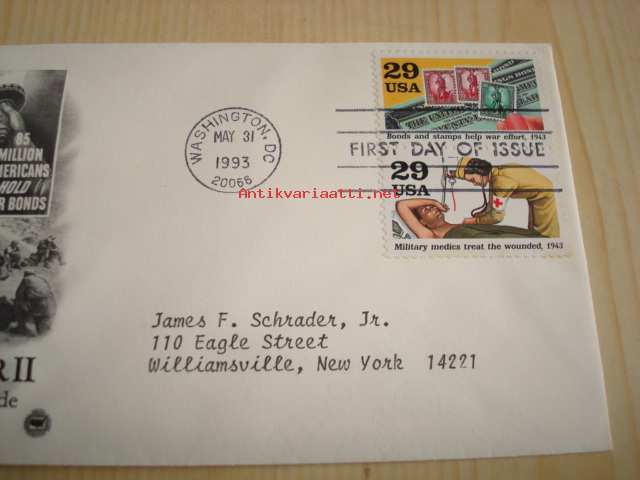 85
MILLION
AMERICANS
HOLD
R BONDS
R II
de
WASHINGTON, DC
MAY 31
1993
20066
29
USA
Bonds and stamps help war effort, 1943
FIRST DAY OF ISSUE
29
USA
Military medics treat the wounded, 1943
Antikvariaatti.net
James F. Schrader, Jr.
110 Eagle Street
Williamsville, New York 14221